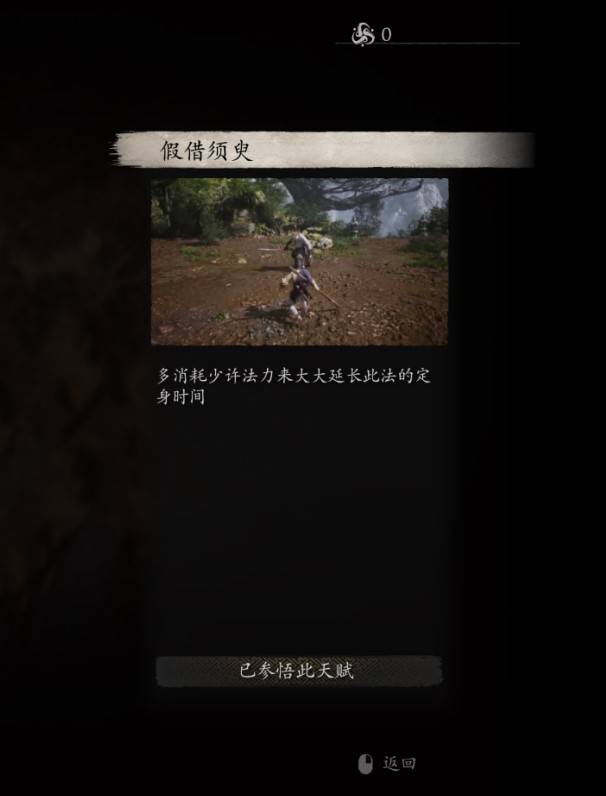 0
假借须臾
多消耗少许法力来大大延长此法的定
身时间
已参悟此天赋
返回